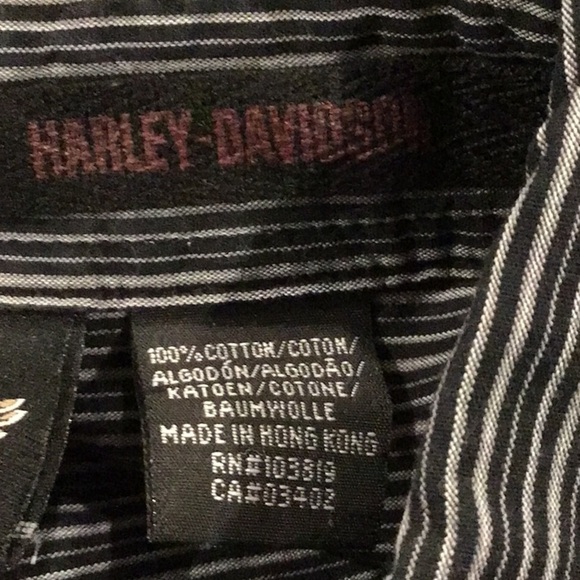 HARLEY-DAVIDSON
100% COTTON/COTON/
ALGODÓN/ALGODÃO/
KATOEN/COTONE/
BAUMWOLLE
MADE IN HONG KONG
RN#103819
CA#03402